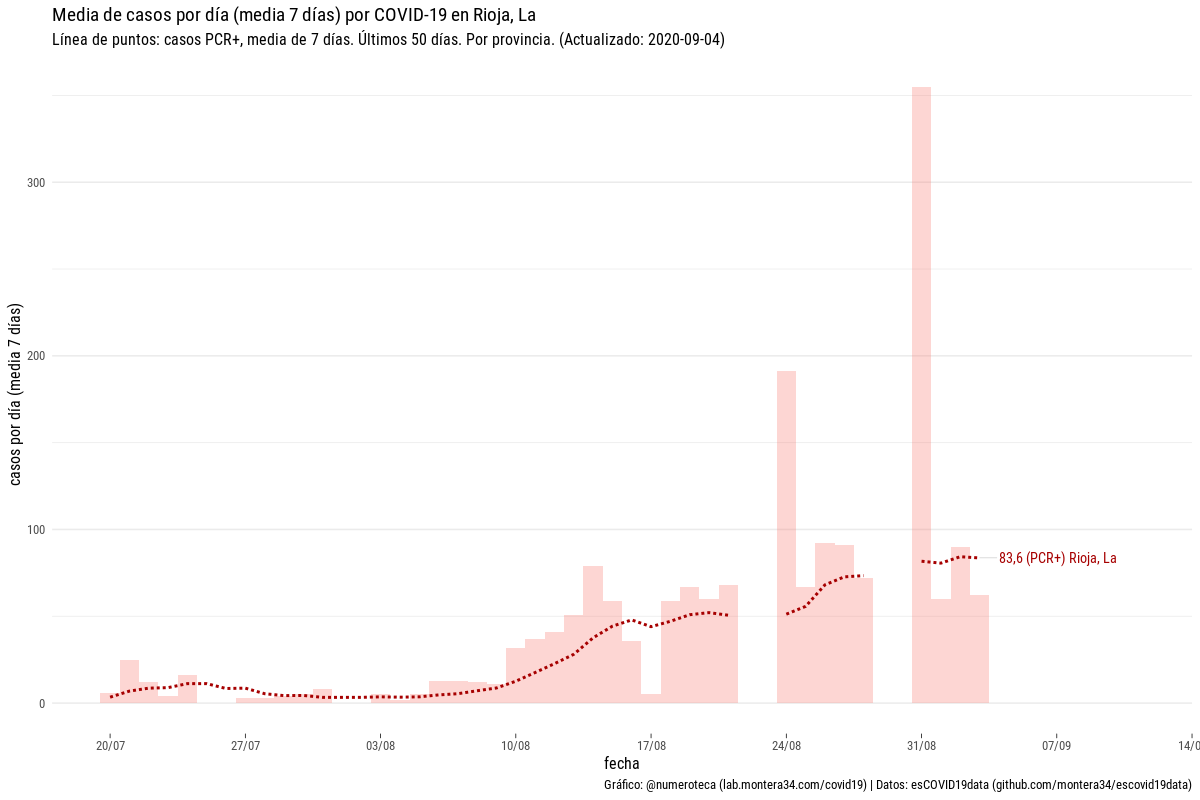 Media de casos por día (media 7 días) por COVID-19 en Rioja, La
Línea de puntos: casos PCR+, media de 7 días. Últimos 50 días. Por provincia. (Actualizado: 2020-09-04)
casos por día (media 7 días)
300
200
100
0
83,6 (PCR+) Rioja, La
20/07 27/07 03/08 10/08 17/08 24/08 31/08 07/09 14/0
fecha
Gráfico: @numeroteca (lab.montera34.com/covid19) | Datos: esCOVID19data (github.com/montera34/escovid19data)